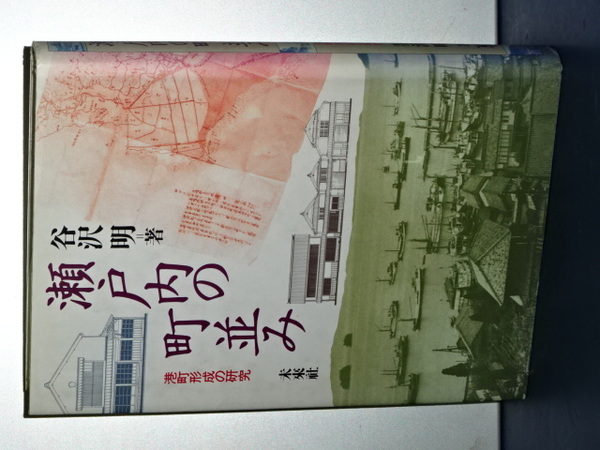 谷沢 明 著
瀬戸内の
町並み
港町形成の研究
未來社